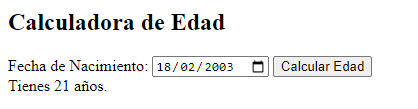 Calculadora de Edad
Fecha de Nacimiento: 18/02/2003 Calcular Edad
Tienes 21 años.